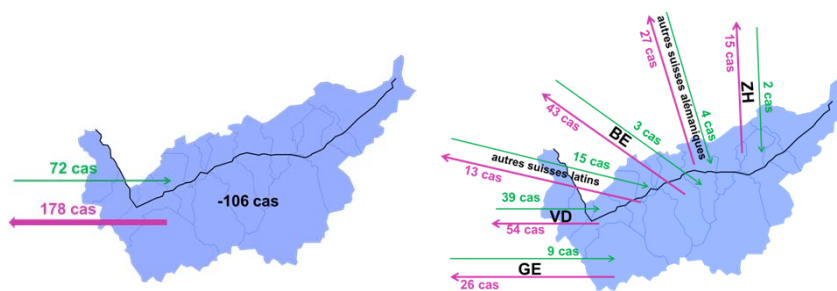 72 cas
178 cas
-106 cas
27 cas
autres suisses alémaniques
4 cas
15 cas
ZH
2 cas
43 cas
BE
3 cas
15 cas
autres suisses latins
13 cas
39 cas
VD
54 cas
9 cas
GE
26 cas